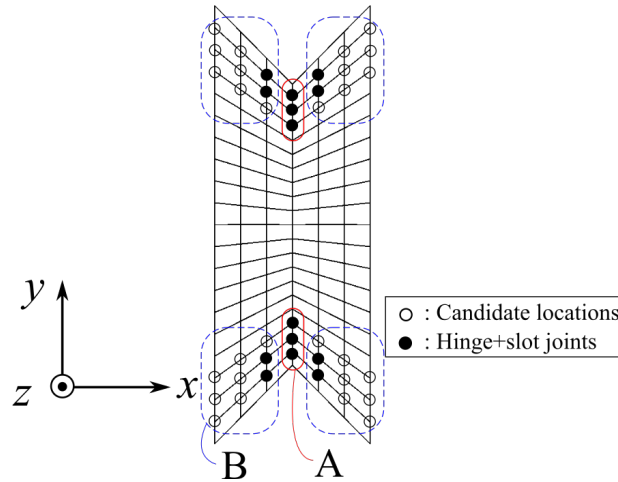 y
z
x
○ : Candidate locations
● : Hinge+slot joints
B
A